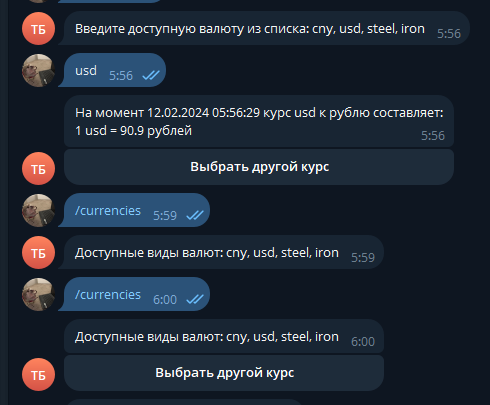 ТБ
Введите доступную валюту из списка: cny, usd, steel, iron 5:56
usd 5:56
На момент 12.02.2024 05:56:29 курс usd к рублю составляет:
1 usd = 90.9 рублей 5:56
ТБ
Выбрать другой курс
/currencies 5:59
ТБ
Доступные виды валют: cny, usd, steel, iron 5:59
/currencies 6:00
Доступные виды валют: cny, usd, steel, iron 6:00
ТБ
Выбрать другой курс